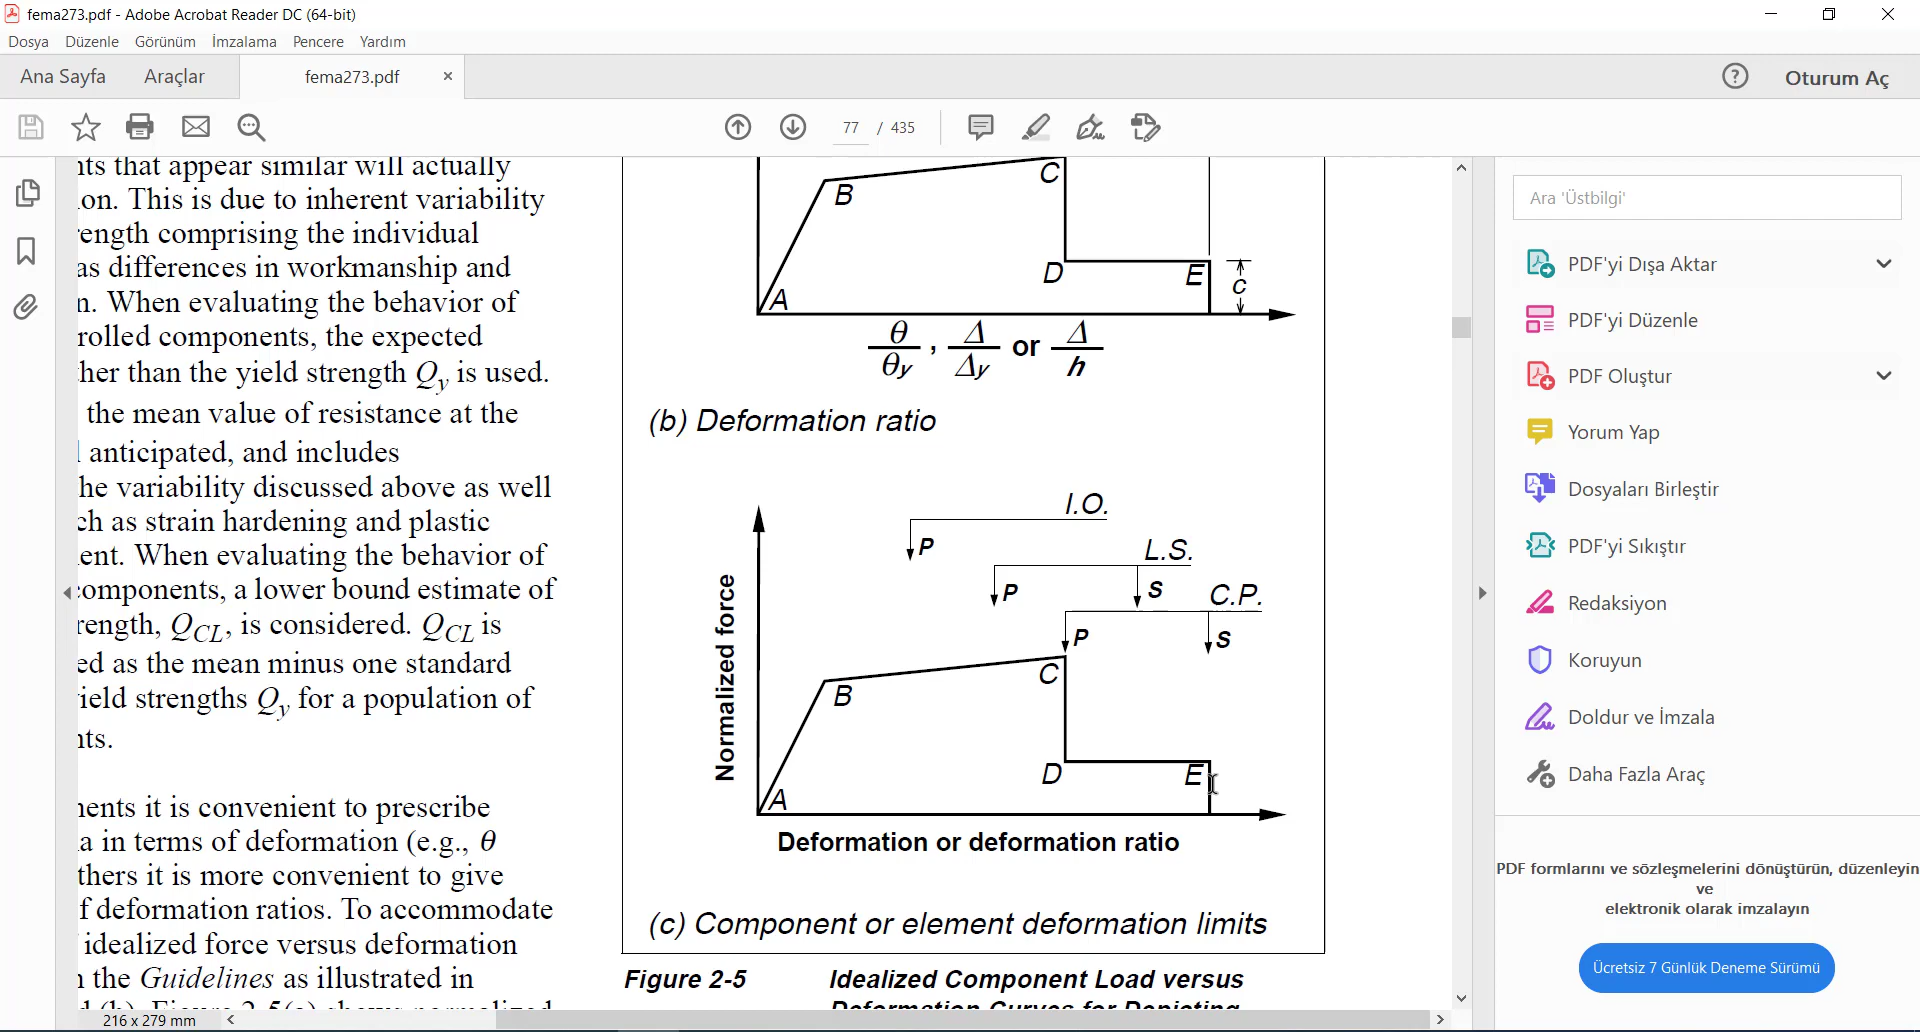 fema273.pdf - Adobe Acrobat Reader DC (64-bit)
Dosya Düzenle Görünüm İmzalama Pencere Yardım
Ana Sayfa Araçlar fema273.pdf × ? Oturum Aç
77 / 435
nts that appear similar will actually
ion. This is due to inherent variability
rength comprising the individual
as differences in workmanship and
n. When evaluating the behavior of
rolled components, the expected
ther than the yield strength Qy is used.
the mean value of resistance at the
l anticipated, and includes
he variability discussed above as well
ch as strain hardening and plastic
ent. When evaluating the behavior of
components, a lower bound estimate of
rength, QCL, is considered. QCL is
ed as the mean minus one standard
ield strengths Qy for a population of
nts.
nents it is convenient to prescribe
a in terms of deformation (e.g., θ
thers it is more convenient to give
f deformation ratios. To accommodate
idealized force versus deformation
n the Guidelines as illustrated in
B C
D E c
A
θ/θy , Δ/Δy or Δ/h
(b) Deformation ratio
I.O.
P L.S.
P S C.P.
P S
Normalized force
B C
D E
A
Deformation or deformation ratio
(c) Component or element deformation limits
Figure 2-5 Idealized Component Load versus
Deformation Curves for Depicting
216 x 279 mm
Ara 'Üstbilgi'
PDF'yi Dışa Aktar
PDF'yi Düzenle
PDF Oluştur
Yorum Yap
Dosyaları Birleştir
PDF'yi Sıkıştır
Redaksiyon
Koruyun
Doldur ve İmzala
Daha Fazla Araç
PDF formlarını ve sözleşmelerini dönüştürün, düzenleyin
ve
elektronik olarak imzalayın
Ücretsiz 7 Günlük Deneme Sürümü